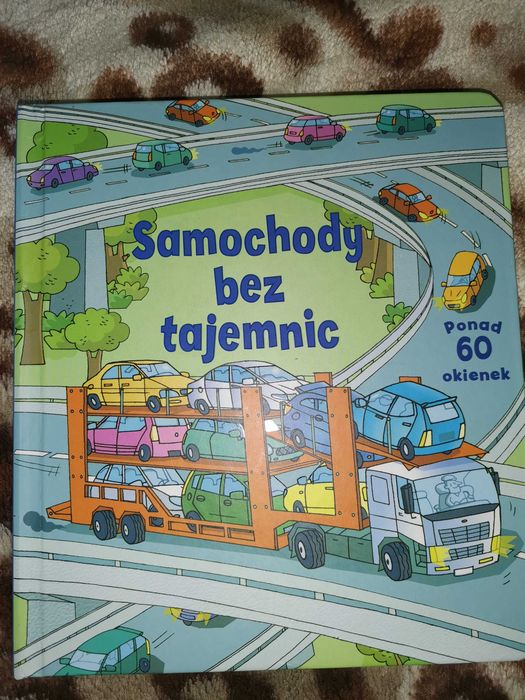 Samochody
bez
tajemnic
Ponad
60
okienek